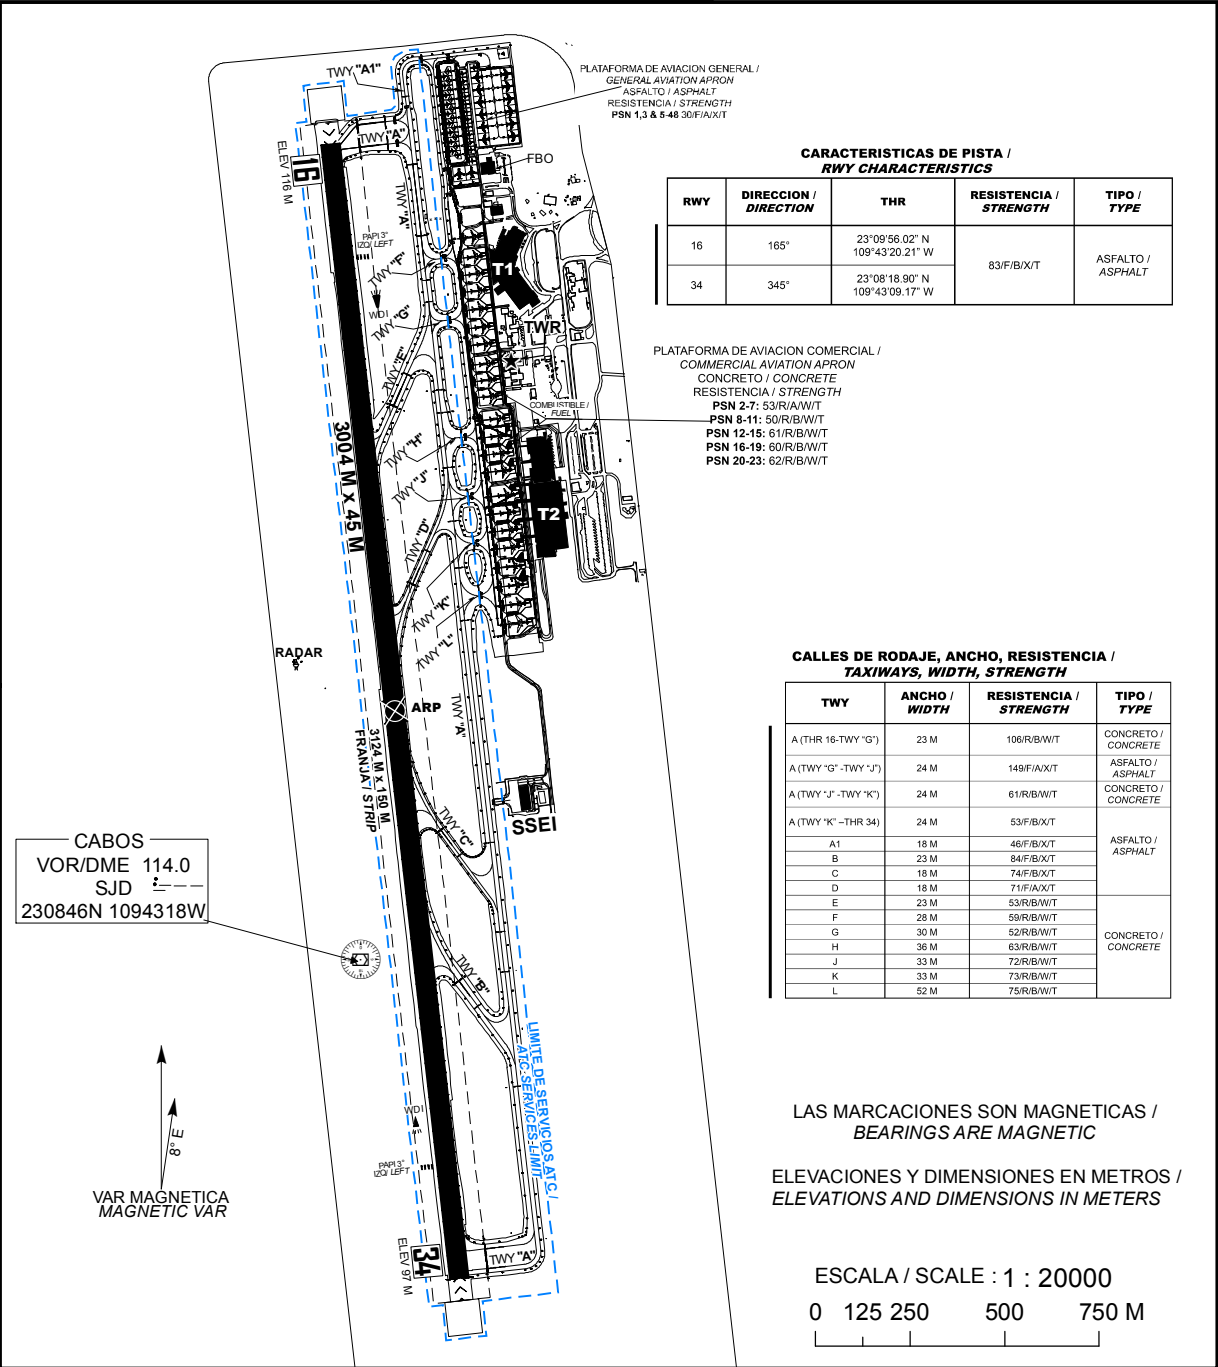 TWY "A1"
PLATAFORMA DE AVIACION GENERAL /
GENERAL AVIATION APRON
ASFALTO / ASPHALT
RESISTENCIA / STRENGTH
PSN 1,3 & 5-48 30/F/A/X/T
TWY "A"
16
ELEV 116 M
FBO
TWY "A"
PAPI 3°
IZQ/ LEFT
TWY "F"
T1
WDI
TWY "G"
TWR
TWY "E"
COMBUSTIBLE /
FUEL
3004 M x 45 M
TWY "H"
TWY "J"
T2
TWY "D"
TWY "K"
TWY "L"
RADAR
ARP
TWY "A"
3124 M x 150 M
FRANJA / STRIP
TWY "C"
SSEI
CABOS
VOR/DME 114.0
SJD
230846N 1094318W
TWY "B"
LIMITE DE SERVICIOS ATC /
ATC SERVICES LIMIT
WDI
PAPI 3°
IZQ/ LEFT
8° E
VAR MAGNETICA
MAGNETIC VAR
34
ELEV 97 M
TWY "A"
CARACTERISTICAS DE PISTA /
RWY CHARACTERISTICS
RWY DIRECCION / DIRECTION THR RESISTENCIA / STRENGTH TIPO / TYPE
16 165° 23°09'56.02" N 109°43'20.21" W 83/F/B/X/T ASFALTO / ASPHALT
34 345° 23°08'18.90" N 109°43'09.17" W
PLATAFORMA DE AVIACION COMERCIAL /
COMMERCIAL AVIATION APRON
CONCRETO / CONCRETE
RESISTENCIA / STRENGTH
PSN 2-7: 53/R/A/W/T
PSN 8-11: 50/R/B/W/T
PSN 12-15: 61/R/B/W/T
PSN 16-19: 60/R/B/W/T
PSN 20-23: 62/R/B/W/T
CALLES DE RODAJE, ANCHO, RESISTENCIA /
TAXIWAYS, WIDTH, STRENGTH
TWY ANCHO / WIDTH RESISTENCIA / STRENGTH TIPO / TYPE
A (THR 16-TWY "G") 23 M 106/R/B/W/T CONCRETO / CONCRETE
A (TWY "G" -TWY "J") 24 M 149/F/A/X/T ASFALTO / ASPHALT
A (TWY "J" -TWY "K") 24 M 61/R/B/W/T CONCRETO / CONCRETE
A (TWY "K" –THR 34) 24 M 53/F/B/X/T ASFALTO / ASPHALT
A1 18 M 46/F/B/X/T
B 23 M 84/F/B/X/T
C 18 M 74/F/B/X/T
D 18 M 71/F/A/X/T
E 23 M 53/R/B/W/T CONCRETO / CONCRETE
F 28 M 59/R/B/W/T
G 30 M 52/R/B/W/T
H 36 M 63/R/B/W/T
J 33 M 72/R/B/W/T
K 33 M 73/R/B/W/T
L 52 M 75/R/B/W/T
LAS MARCACIONES SON MAGNETICAS /
BEARINGS ARE MAGNETIC
ELEVACIONES Y DIMENSIONES EN METROS /
ELEVATIONS AND DIMENSIONS IN METERS
ESCALA / SCALE : 1 : 20000
0 125 250 500 750 M